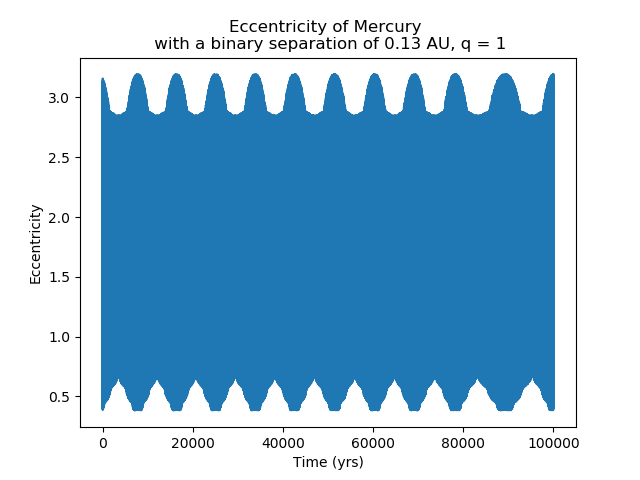 Eccentricity of Mercury
with a binary separation of 0.13 AU, q = 1
3.0
2.5
2.0
1.5
1.0
0.5
Eccentricity
0 20000 40000 60000 80000 100000
Time (yrs)